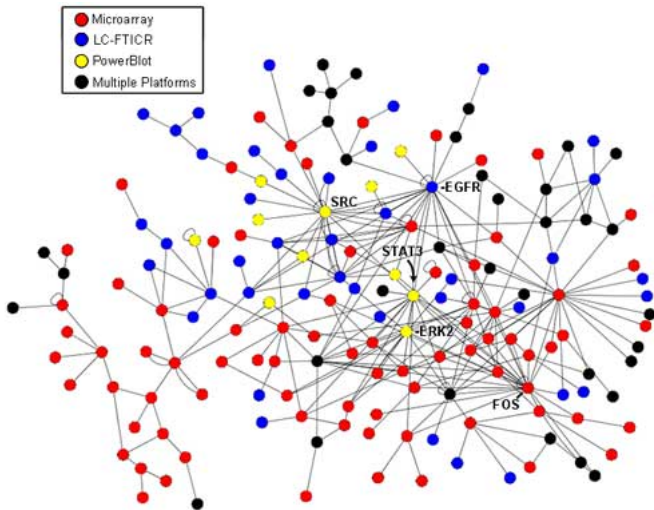 Microarray
LC-FTICR
PowerBlot
Multiple Platforms
SRC
-EGFR
STAT3
-ERK2
FOS